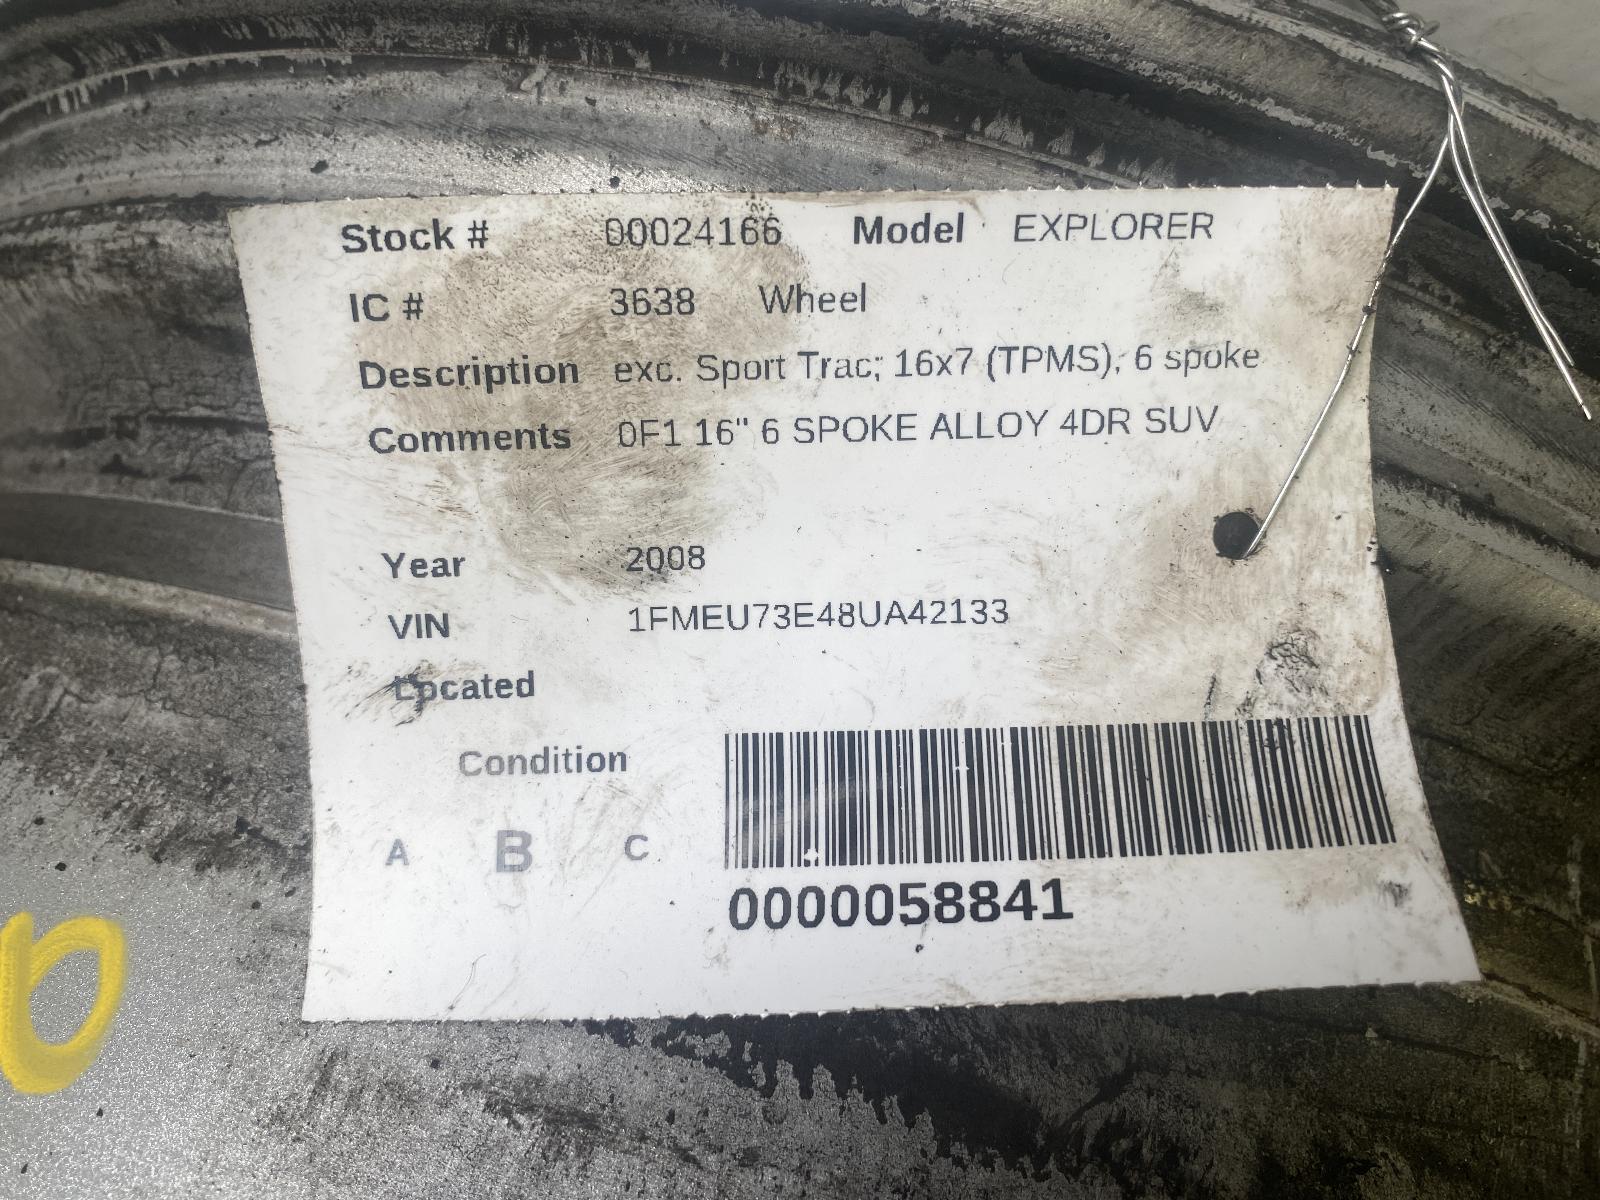 Stock # 00024166 Model EXPLORER
IC # 3638 Wheel
Description exc. Sport Trac; 16x7 (TPMS), 6 spoke
Comments 0F1 16" 6 SPOKE ALLOY 4DR SUV
Year 2008
VIN 1FMEU73E48UA42133
Located
Condition
A B C
0000058841